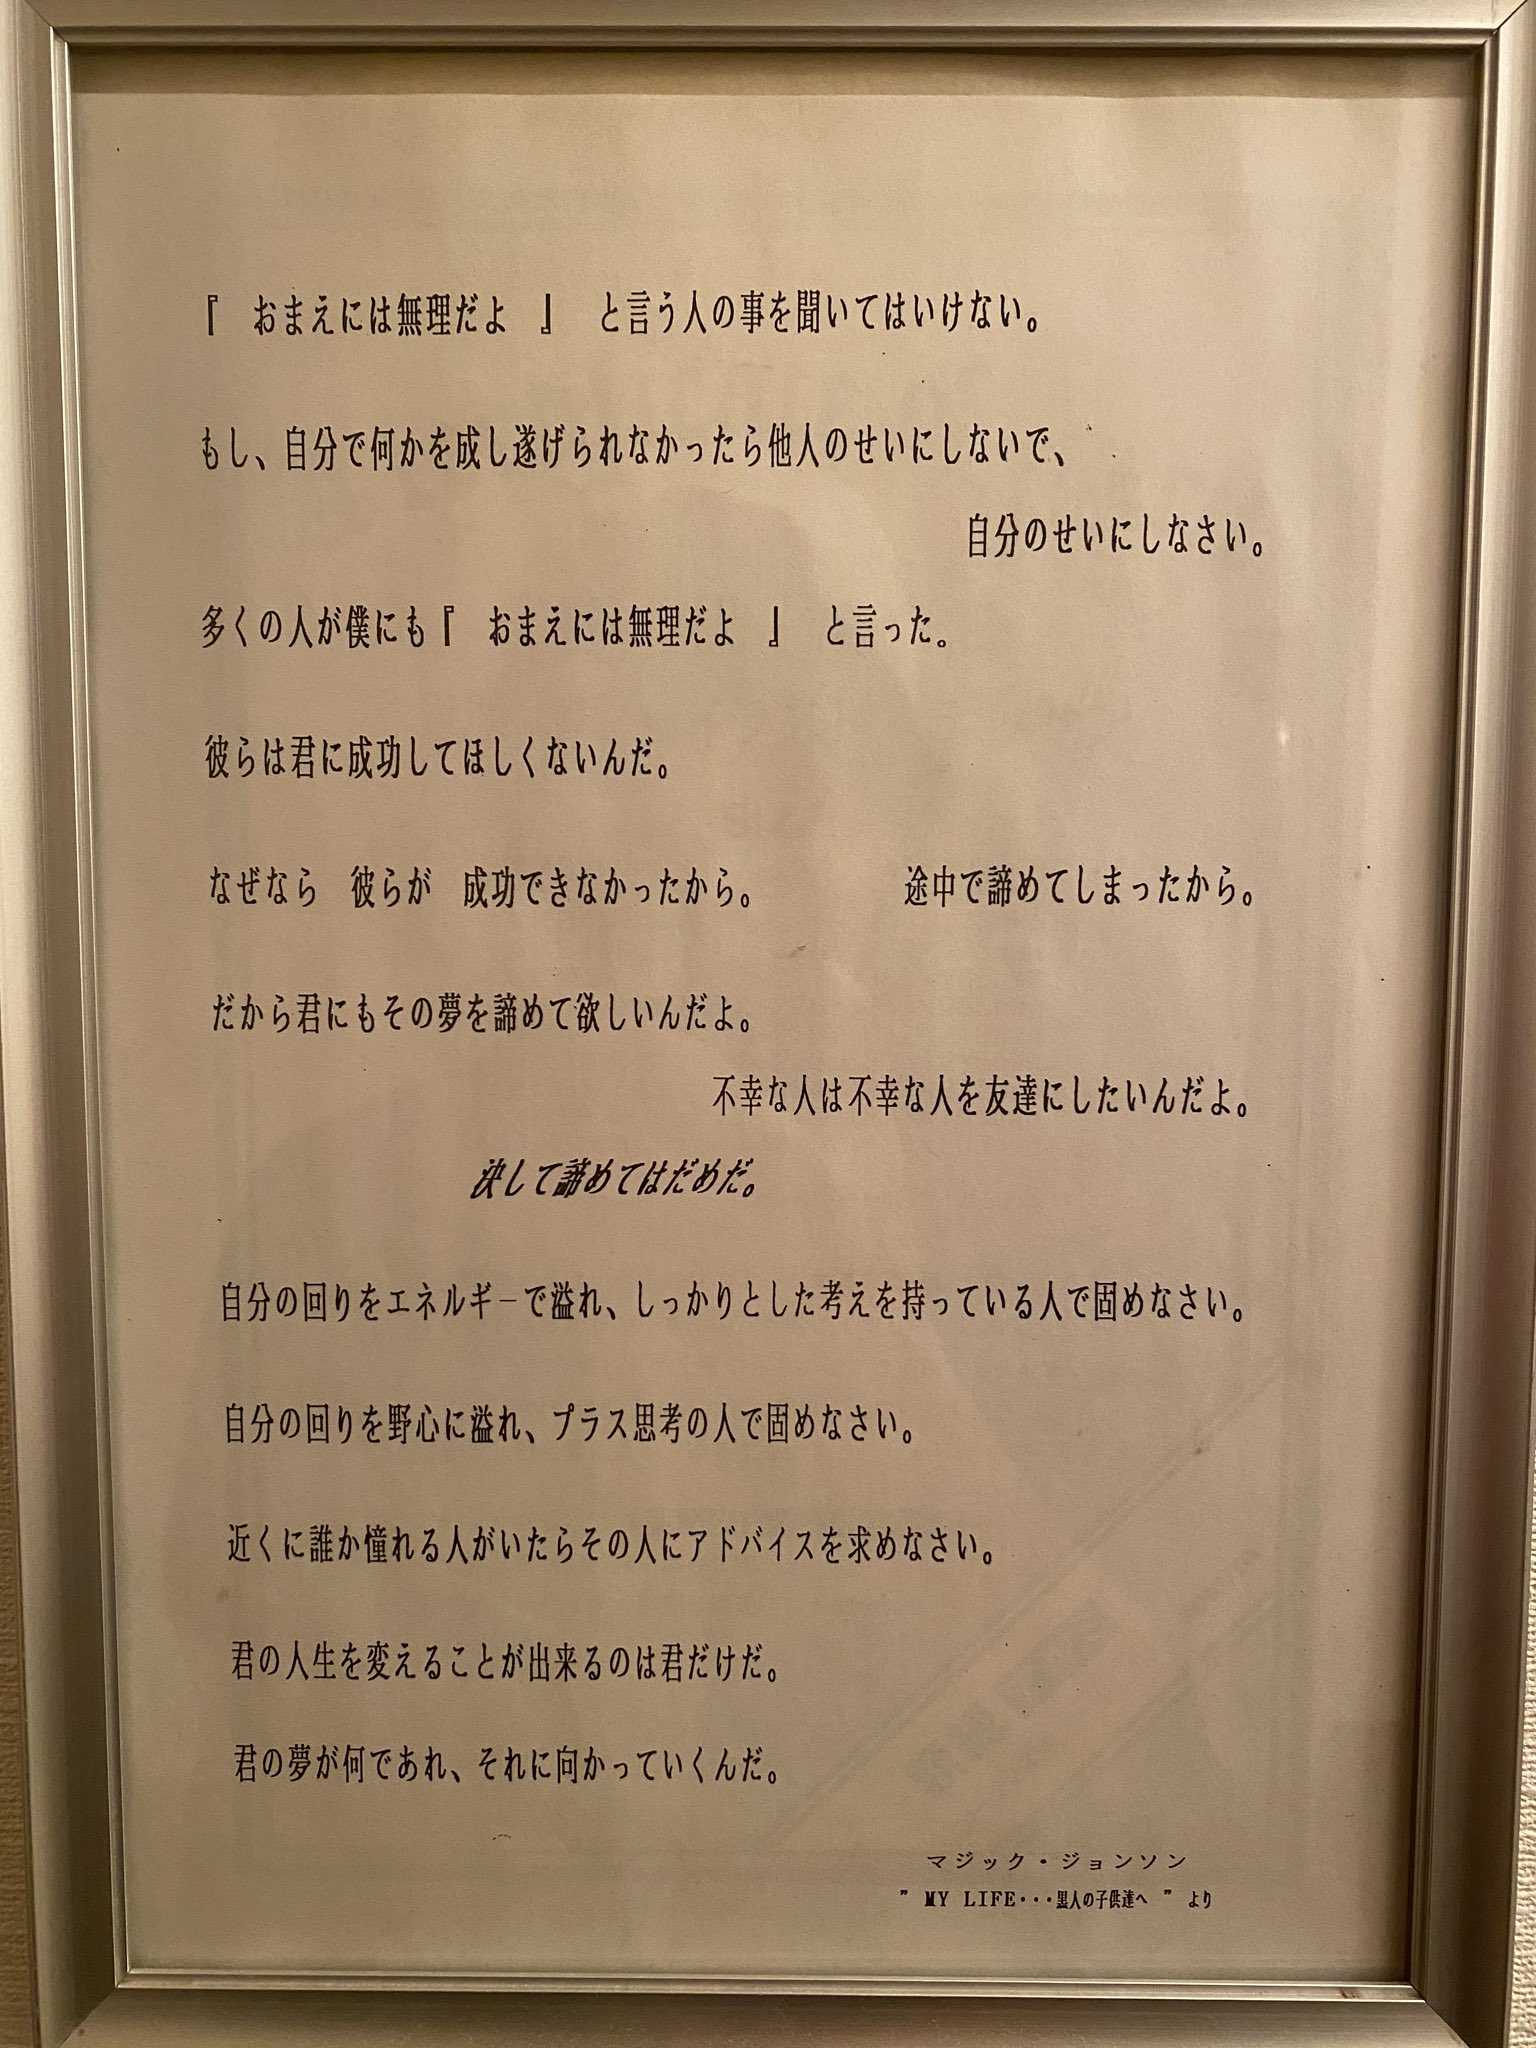 『　おまえには無理だよ　』　と言う人の事を聞いてはいけない。
もし、自分で何かを成し遂げられなかったら他人のせいにしないで、
自分のせいにしなさい。
多くの人が僕にも『　おまえには無理だよ　』　と言った。
彼らは君に成功してほしくないんだ。
なぜなら　彼らが　成功できなかったから。　　　　　途中で諦めてしまったから。
だから君にもその夢を諦めて欲しいんだよ。
不幸な人は不幸な人を友達にしたいんだよ。
決して諦めてはだめだ。
自分の回りをエネルギーで溢れ、しっかりとした考えを持っている人で固めなさい。
自分の回りを野心に溢れ、プラス思考の人で固めなさい。
近くに誰か憧れる人がいたらその人にアドバイスを求めなさい。
君の人生を変えることが出来るのは君だけだ。
君の夢が何であれ、それに向かっていくんだ。
マジック・ジョンソン
” MY LIFE･･･黒人の子供達へ ” より